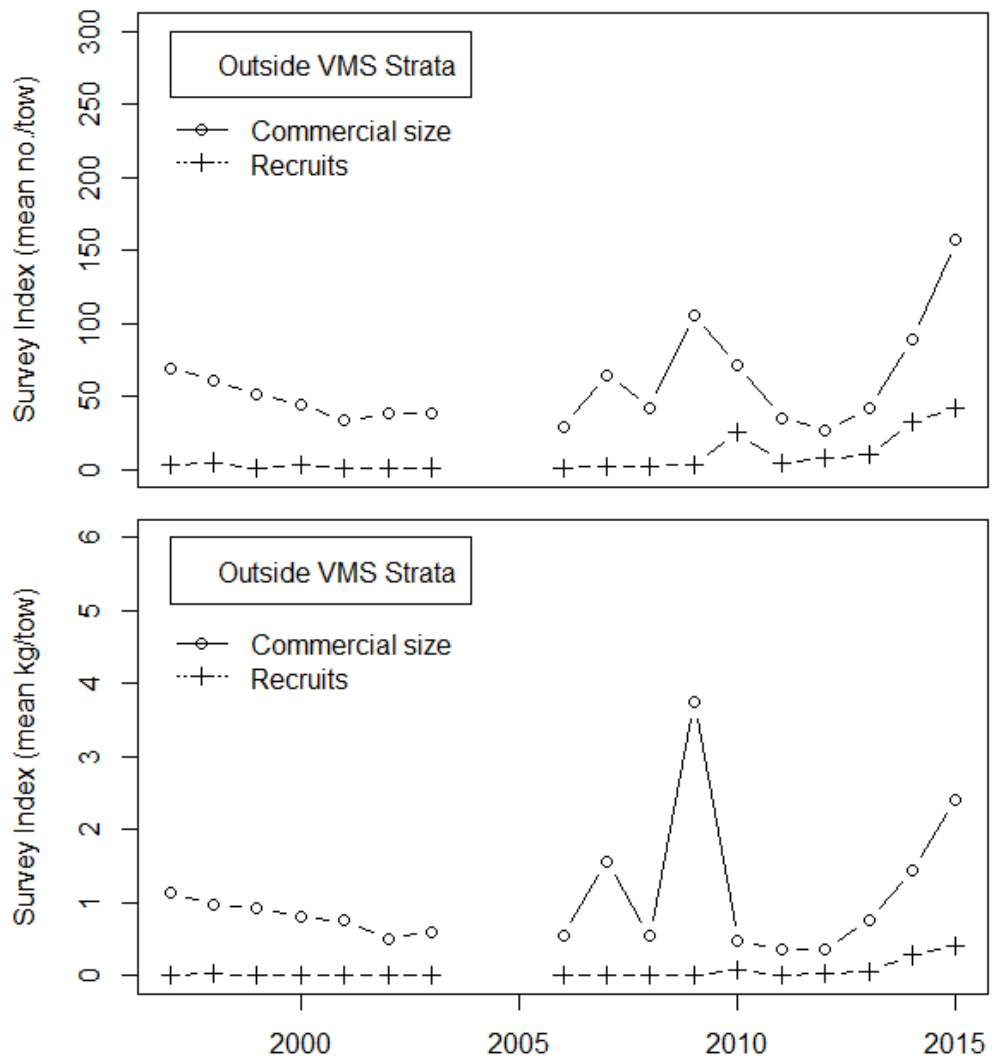 Survey Index (mean no./tow)
300
250
200
150
100
50
0
Outside VMS Strata
Commercial size
Recruits
Survey Index (mean kg/tow)
6
5
4
3
2
1
0
Outside VMS Strata
Commercial size
Recruits
2000
2005
2010
2015